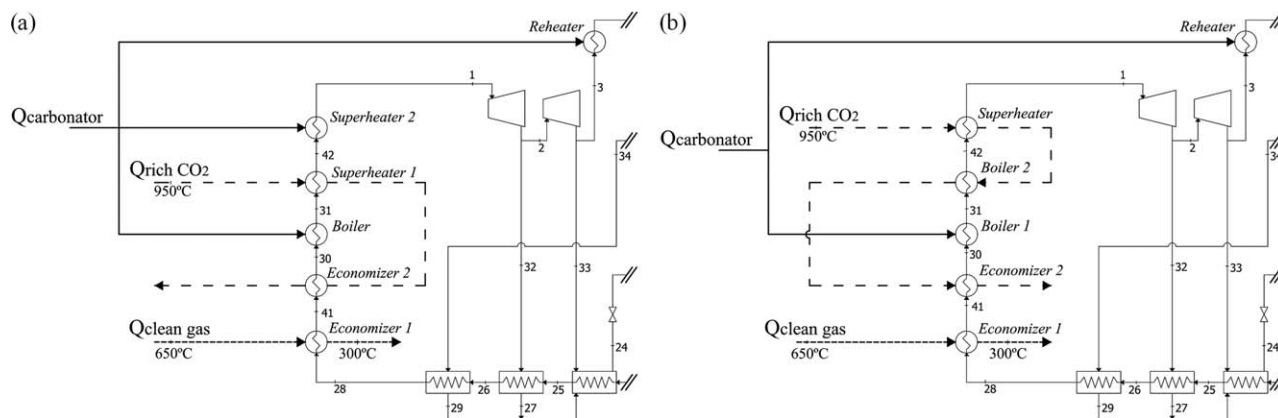 (a)
Reheater
1
3
Qcarbonator
Superheater 2
2
34
42
Qrich CO2
950ºC
Superheater 1
31
Boiler
30
32
33
Economizer 2
41
Qclean gas
650ºC
Economizer 1
300ºC
24
28
26
25
29
27
(b)
Reheater
1
3
Qrich CO2
950ºC
Superheater
2
34
Qcarbonator
42
Boiler 2
31
Boiler 1
30
32
33
Economizer 2
41
Qclean gas
650ºC
Economizer 1
300ºC
24
28
26
25
29
27